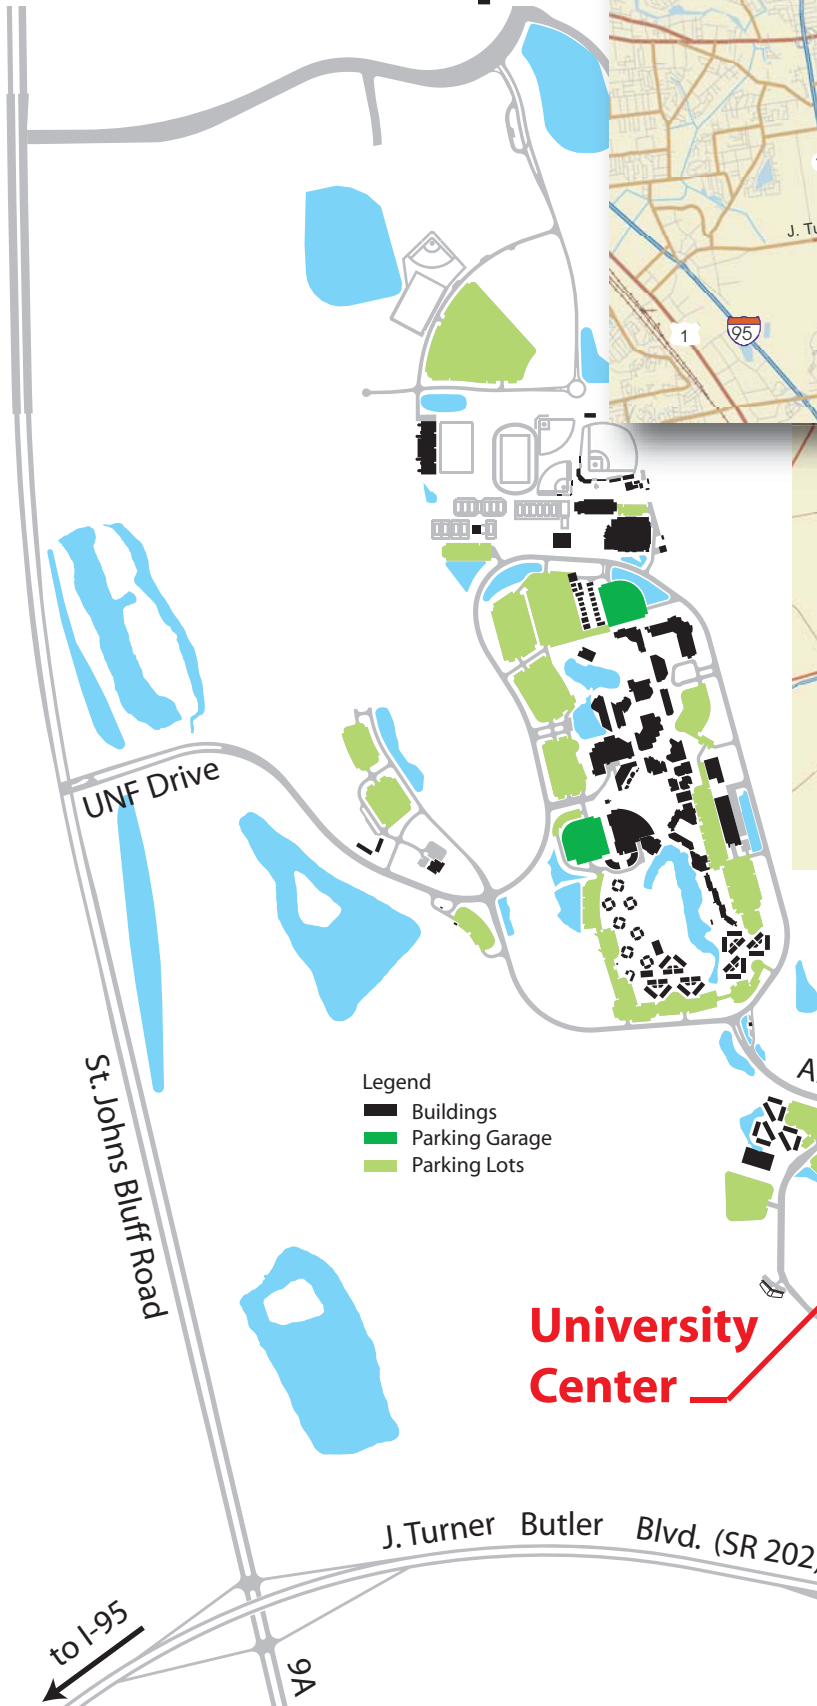 J. Tu
1
95
UNF Drive
St. Johns Bluff Road
Legend
Buildings
Parking Garage
Parking Lots
A
University
Center
J. Turner Butler Blvd. (SR 202)
to I-95
9A